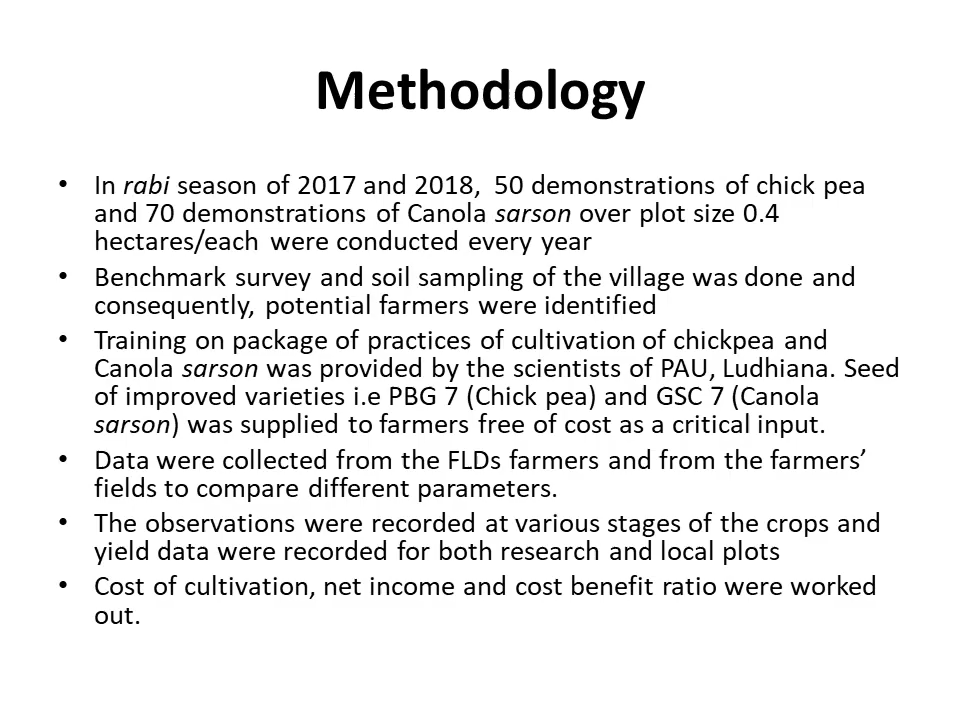 Methodology
• In rabi season of 2017 and 2018,  50 demonstrations of chick pea
and 70 demonstrations of Canola sarson over plot size 0.4
hectares/each were conducted every year
• Benchmark survey and soil sampling of the village was done and
consequently, potential farmers were identified
• Training on package of practices of cultivation of chickpea and
Canola sarson was provided by the scientists of PAU, Ludhiana. Seed
of improved varieties i.e PBG 7 (Chick pea) and GSC 7 (Canola
sarson) was supplied to farmers free of cost as a critical input.
• Data were collected from the FLDs farmers and from the farmers’
fields to compare different parameters.
• The observations were recorded at various stages of the crops and
yield data were recorded for both research and local plots
• Cost of cultivation, net income and cost benefit ratio were worked
out.